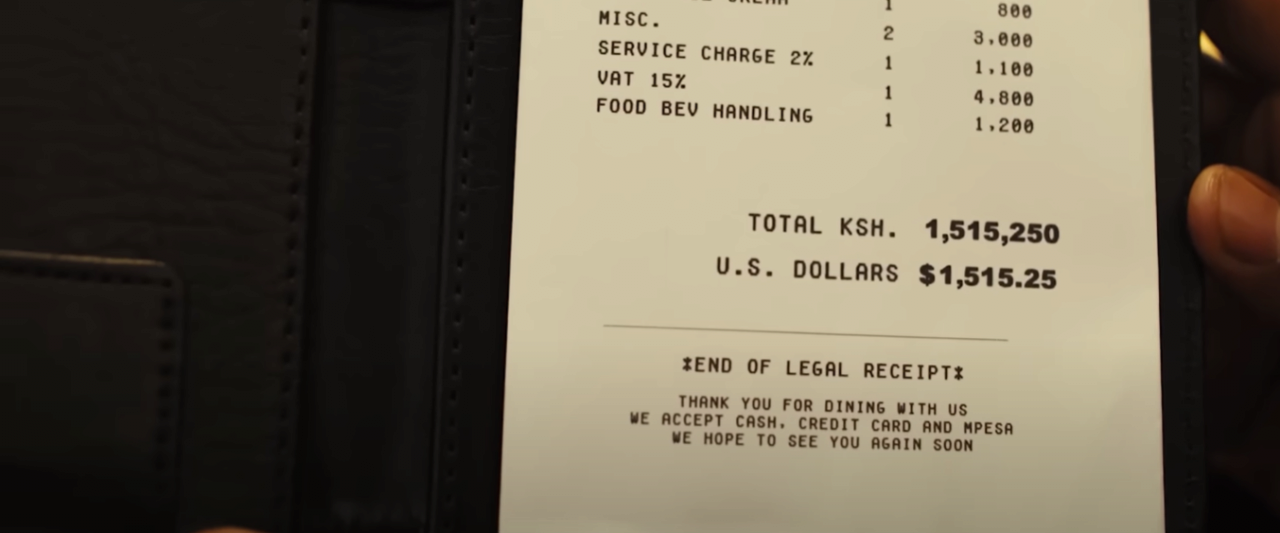 1 800
MISC. 2 3,000
SERVICE CHARGE 2% 1 1,100
VAT 15% 1 4,800
FOOD BEV HANDLING 1 1,200
TOTAL KSH. 1,515,250
U.S. DOLLARS $1,515.25
*END OF LEGAL RECEIPT*
THANK YOU FOR DINING WITH US
WE ACCEPT CASH, CREDIT CARD AND MPESA
WE HOPE TO SEE YOU AGAIN SOON